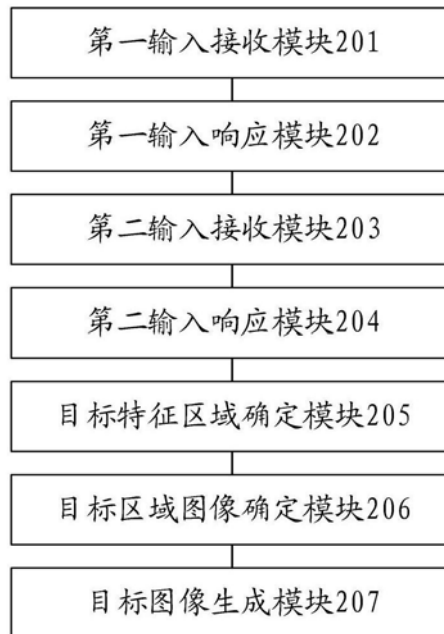 第一输入接收模块201
第一输入响应模块202
第二输入接收模块203
第二输入响应模块204
目标特征区域确定模块205
目标区域图像确定模块206
目标图像生成模块207